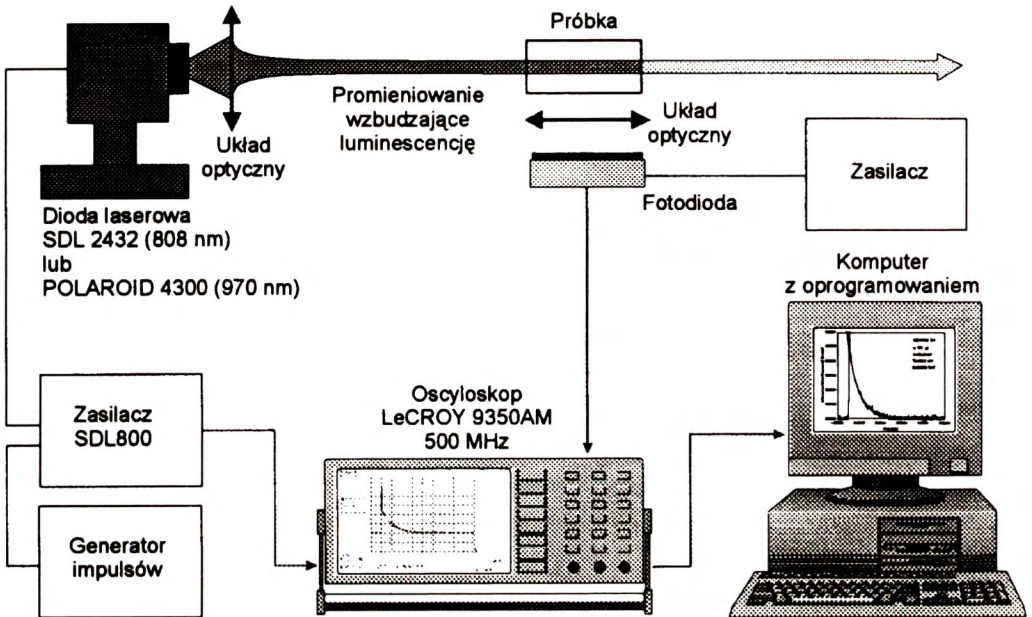 Próbka
Promieniowanie
wzbudzające
luminescencję
Układ
optyczny
Układ
optyczny
Zasilacz
Fotodioda
Dioda laserowa
SDL 2432 (808 nm)
lub
POLAROID 4300 (970 nm)
Komputer
z oprogramowaniem
Zasilacz
SDL800
Oscyloskop
LeCROY 9350AM
500 MHz
Generator
impulsów